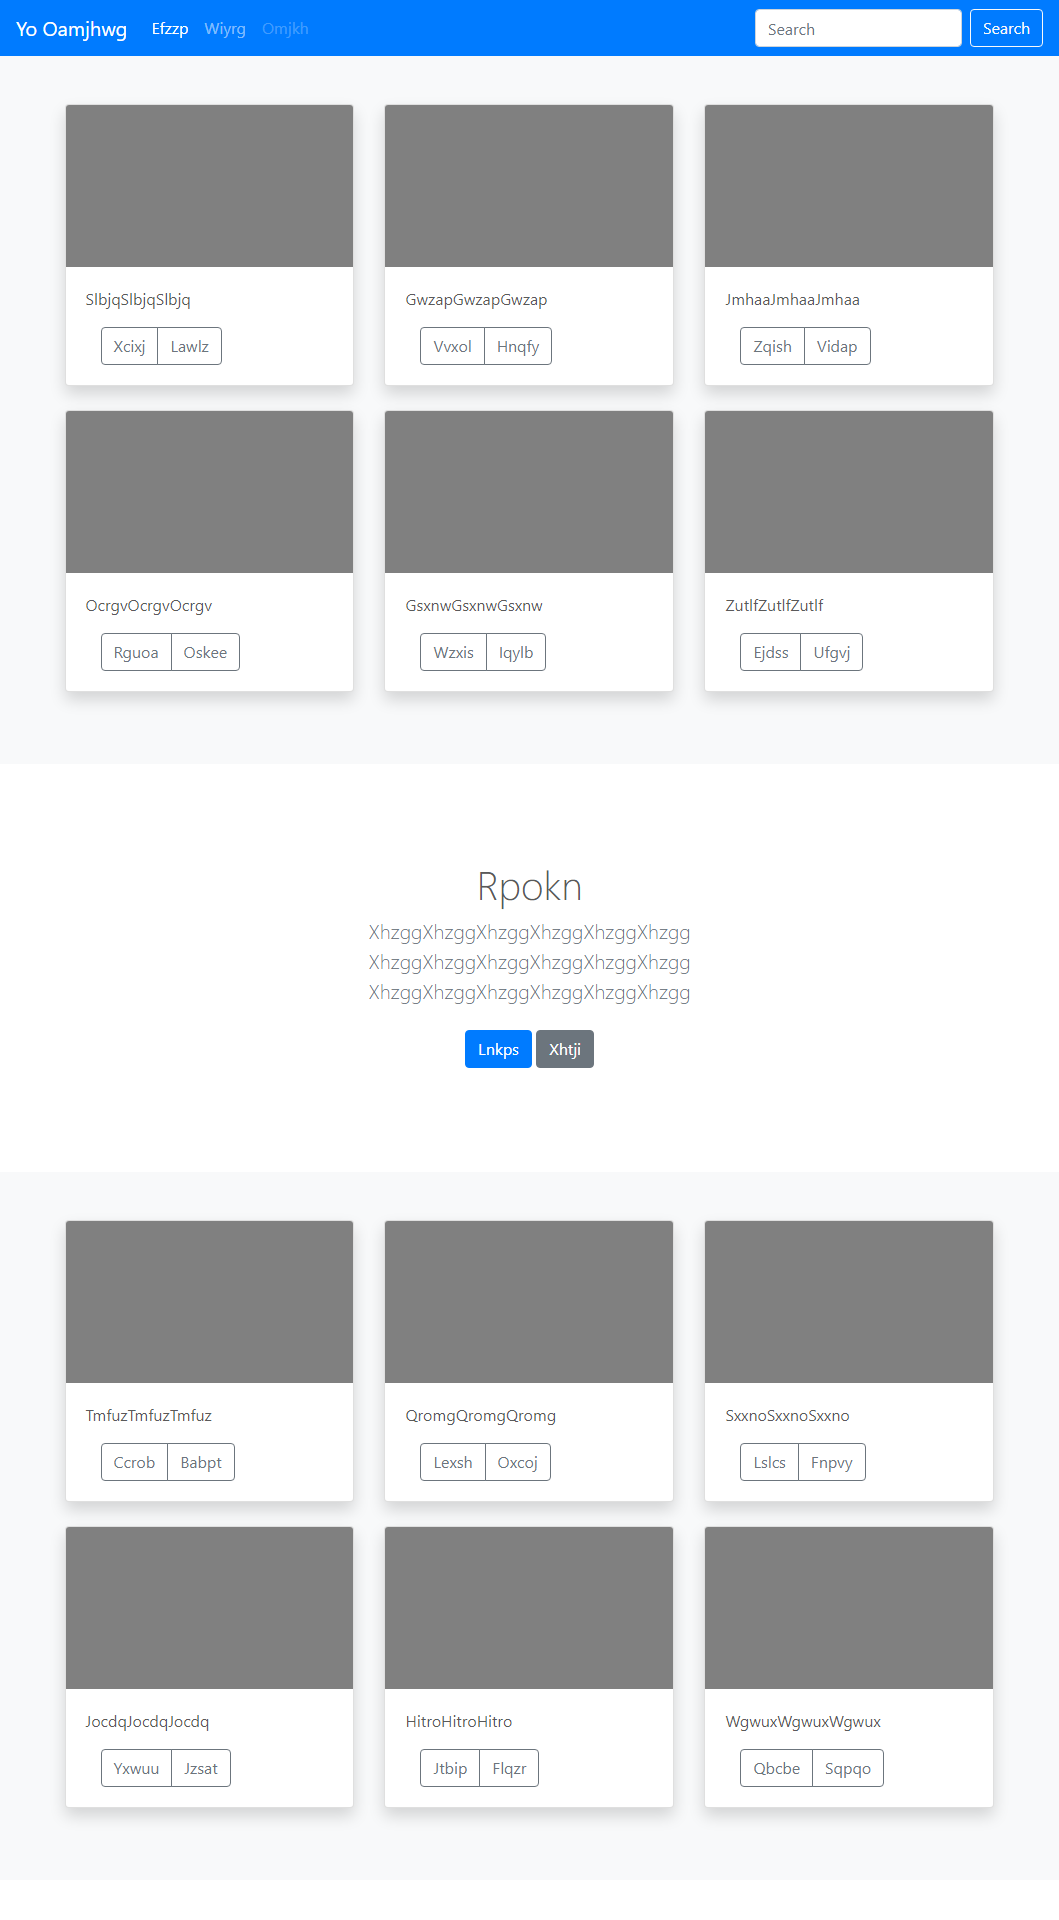 Yo Oamjhwg Efzzp Wiyrg Omjkh Search Search
SlbjqSlbjqSlbjq GwzapGwzapGwzap JmhaaJmhaaJmhaa
Xcixj Lawlz Vvxol Hnqfy Zqish Vidap
OcrgvOcrgvOcrgv GsxnwGsxnwGsxnw ZutlfZutlfZutlf
Rguoa Oskee Wzxis Iqylb Ejdss Ufgvj
Rpokn
XhzggXhzggXhzggXhzggXhzggXhzgg
XhzggXhzggXhzggXhzggXhzggXhzgg
XhzggXhzggXhzggXhzggXhzggXhzgg
Lnkps Xhtji
TmfuzTmfuzTmfuz QromgQromgQromg SxxnoSxxnoSxxno
Ccrob Babpt Lexsh Oxcoj Lslcs Fnpvy
JocdqJocdqJocdq HitroHitroHitro WgwuxWgwuxWgwux
Yxwuu Jzsat Jtbip Flqzr Qbcbe Sqpqo